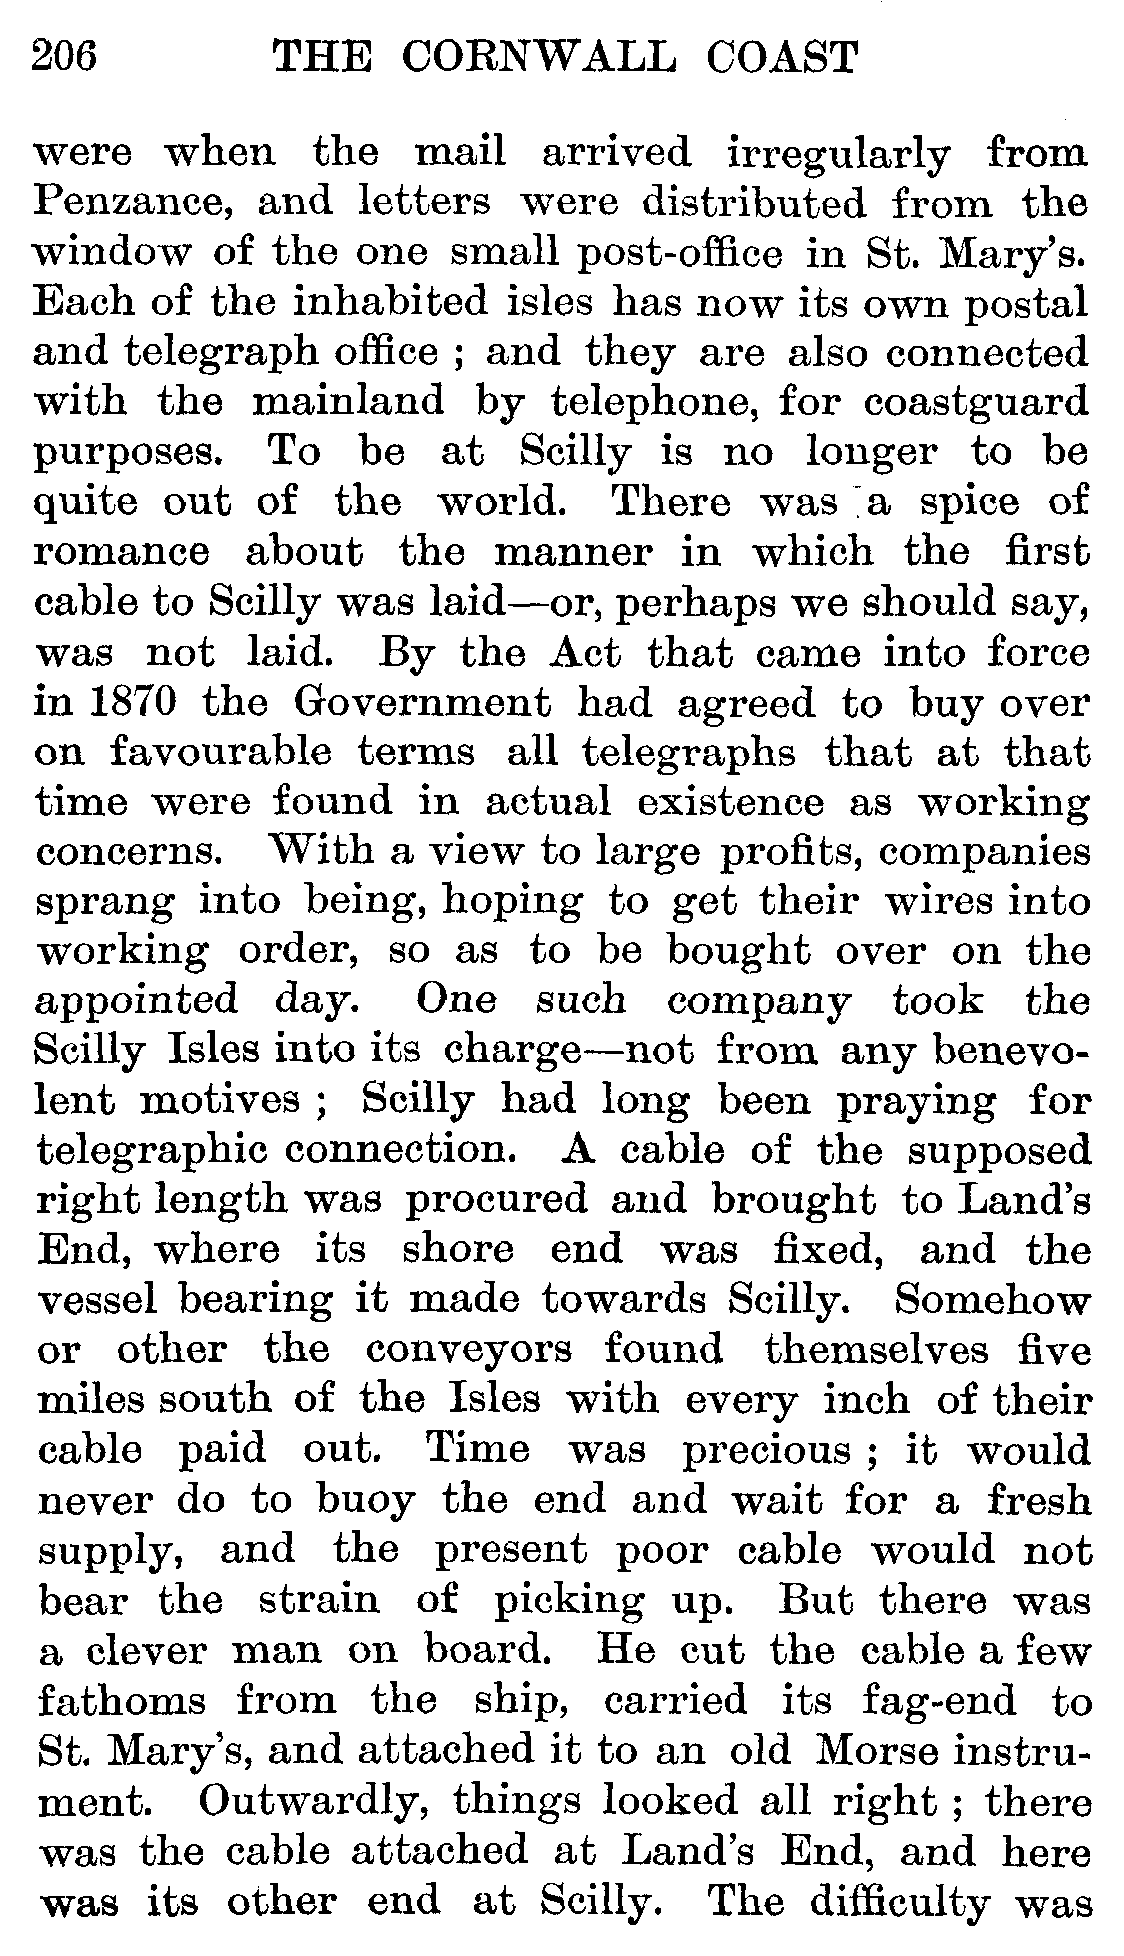 206 THE CORNWALL COAST
were when the mail arrived irregularly from
Penzance, and letters were distributed from the
window of the one small post-office in St. Mary's.
Each of the inhabited isles has now its own postal
and telegraph office ; and they are also connected
with the mainland by telephone, for coastguard
purposes. To be at Scilly is no longer to be
quite out of the world. There was a spice of
romance about the manner in which the first
cable to Scilly was laid—or, perhaps we should say,
was not laid. By the Act that came into force
in 1870 the Government had agreed to buy over
on favourable terms all telegraphs that at that
time were found in actual existence as working
concerns. With a view to large profits, companies
sprang into being, hoping to get their wires into
working order, so as to be bought over on the
appointed day. One such company took the
Scilly Isles into its charge—not from any benevo-
lent motives ; Scilly had long been praying for
telegraphic connection. A cable of the supposed
right length was procured and brought to Land's
End, where its shore end was fixed, and the
vessel bearing it made towards Scilly. Somehow
or other the conveyors found themselves five
miles south of the Isles with every inch of their
cable paid out. Time was precious ; it would
never do to buoy the end and wait for a fresh
supply, and the present poor cable would not
bear the strain of picking up. But there was
a clever man on board. He cut the cable a few
fathoms from the ship, carried its fag-end to
St. Mary's, and attached it to an old Morse instru-
ment. Outwardly, things looked all right ; there
was the cable attached at Land's End, and here
was its other end at Scilly. The difficulty was